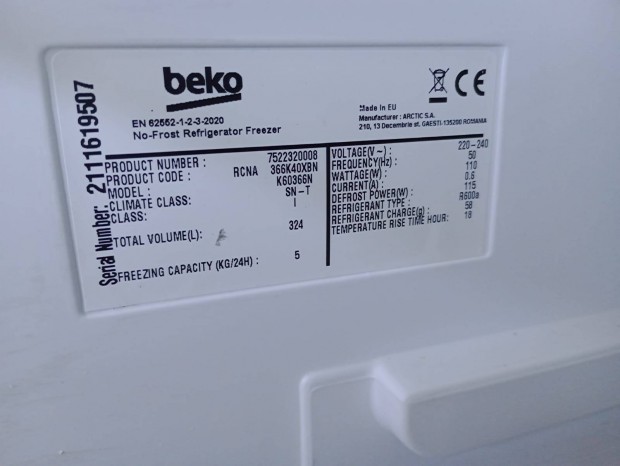 beko
EN 62552-1-2-3-2020
No-Frost Refrigerator Freezer
Made in EU
Manufacturer : ARCTIC S.A.
210, 13 Decembrie st. GAESTI-135200 ROMANIA
Serial Number: 2111619507
PRODUCT NUMBER : 7522320008
PRODUCT CODE : RCNA 366K40XBN
MODEL : K60366N
CLIMATE CLASS: SN-T
CLASS: I
TOTAL VOLUME(L): 324
FREEZING CAPACITY (KG/24H) : 5
VOLTAGE(V ~) : 220-240
FREQUENCY(Hz) : 50
WATTAGE(W) : 110
CURRENT(A) : 0.6
DEFROST POWER(W) : 115
REFRIGERANT TYPE : R600a
REFRIGERANT CHARGE(g) : 58
TEMPERATURE RISE TIME HOUR: 18